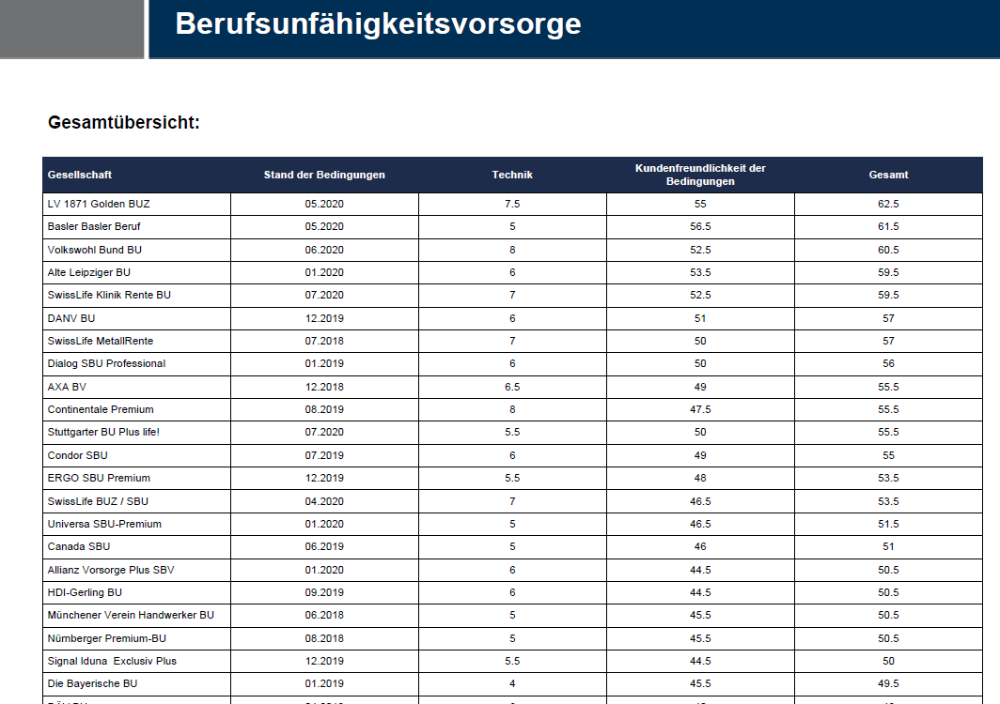 Berufsunfähigkeitsvorsorge
Gesamtübersicht:
Gesellschaft Stand der Bedingungen Technik Kundenfreundlichkeit der Bedingungen Gesamt
LV 1871 Golden BUZ 05.2020 7.5 55 62.5
Basler Basler Beruf 05.2020 5 56.5 61.5
Volkswohl Bund BU 06.2020 8 52.5 60.5
Alte Leipziger BU 01.2020 6 53.5 59.5
SwissLife Klinik Rente BU 07.2020 7 52.5 59.5
DANV BU 12.2019 6 51 57
SwissLife MetallRente 07.2018 7 50 57
Dialog SBU Professional 01.2019 6 50 56
AXA BV 12.2018 6.5 49 55.5
Continentale Premium 08.2019 8 47.5 55.5
Stuttgarter BU Plus life! 07.2020 5.5 50 55.5
Condor SBU 07.2019 6 49 55
ERGO SBU Premium 12.2019 5.5 48 53.5
SwissLife BUZ / SBU 04.2020 7 46.5 53.5
Universa SBU-Premium 01.2020 5 46.5 51.5
Canada SBU 06.2019 5 46 51
Allianz Vorsorge Plus SBV 01.2020 6 44.5 50.5
HDI-Gerling BU 09.2019 6 44.5 50.5
Münchener Verein Handwerker BU 06.2018 5 45.5 50.5
Nürnberger Premium-BU 08.2018 5 45.5 50.5
Signal Iduna Exclusiv Plus 12.2019 5.5 44.5 50
Die Bayerische BU 01.2019 4 45.5 49.5